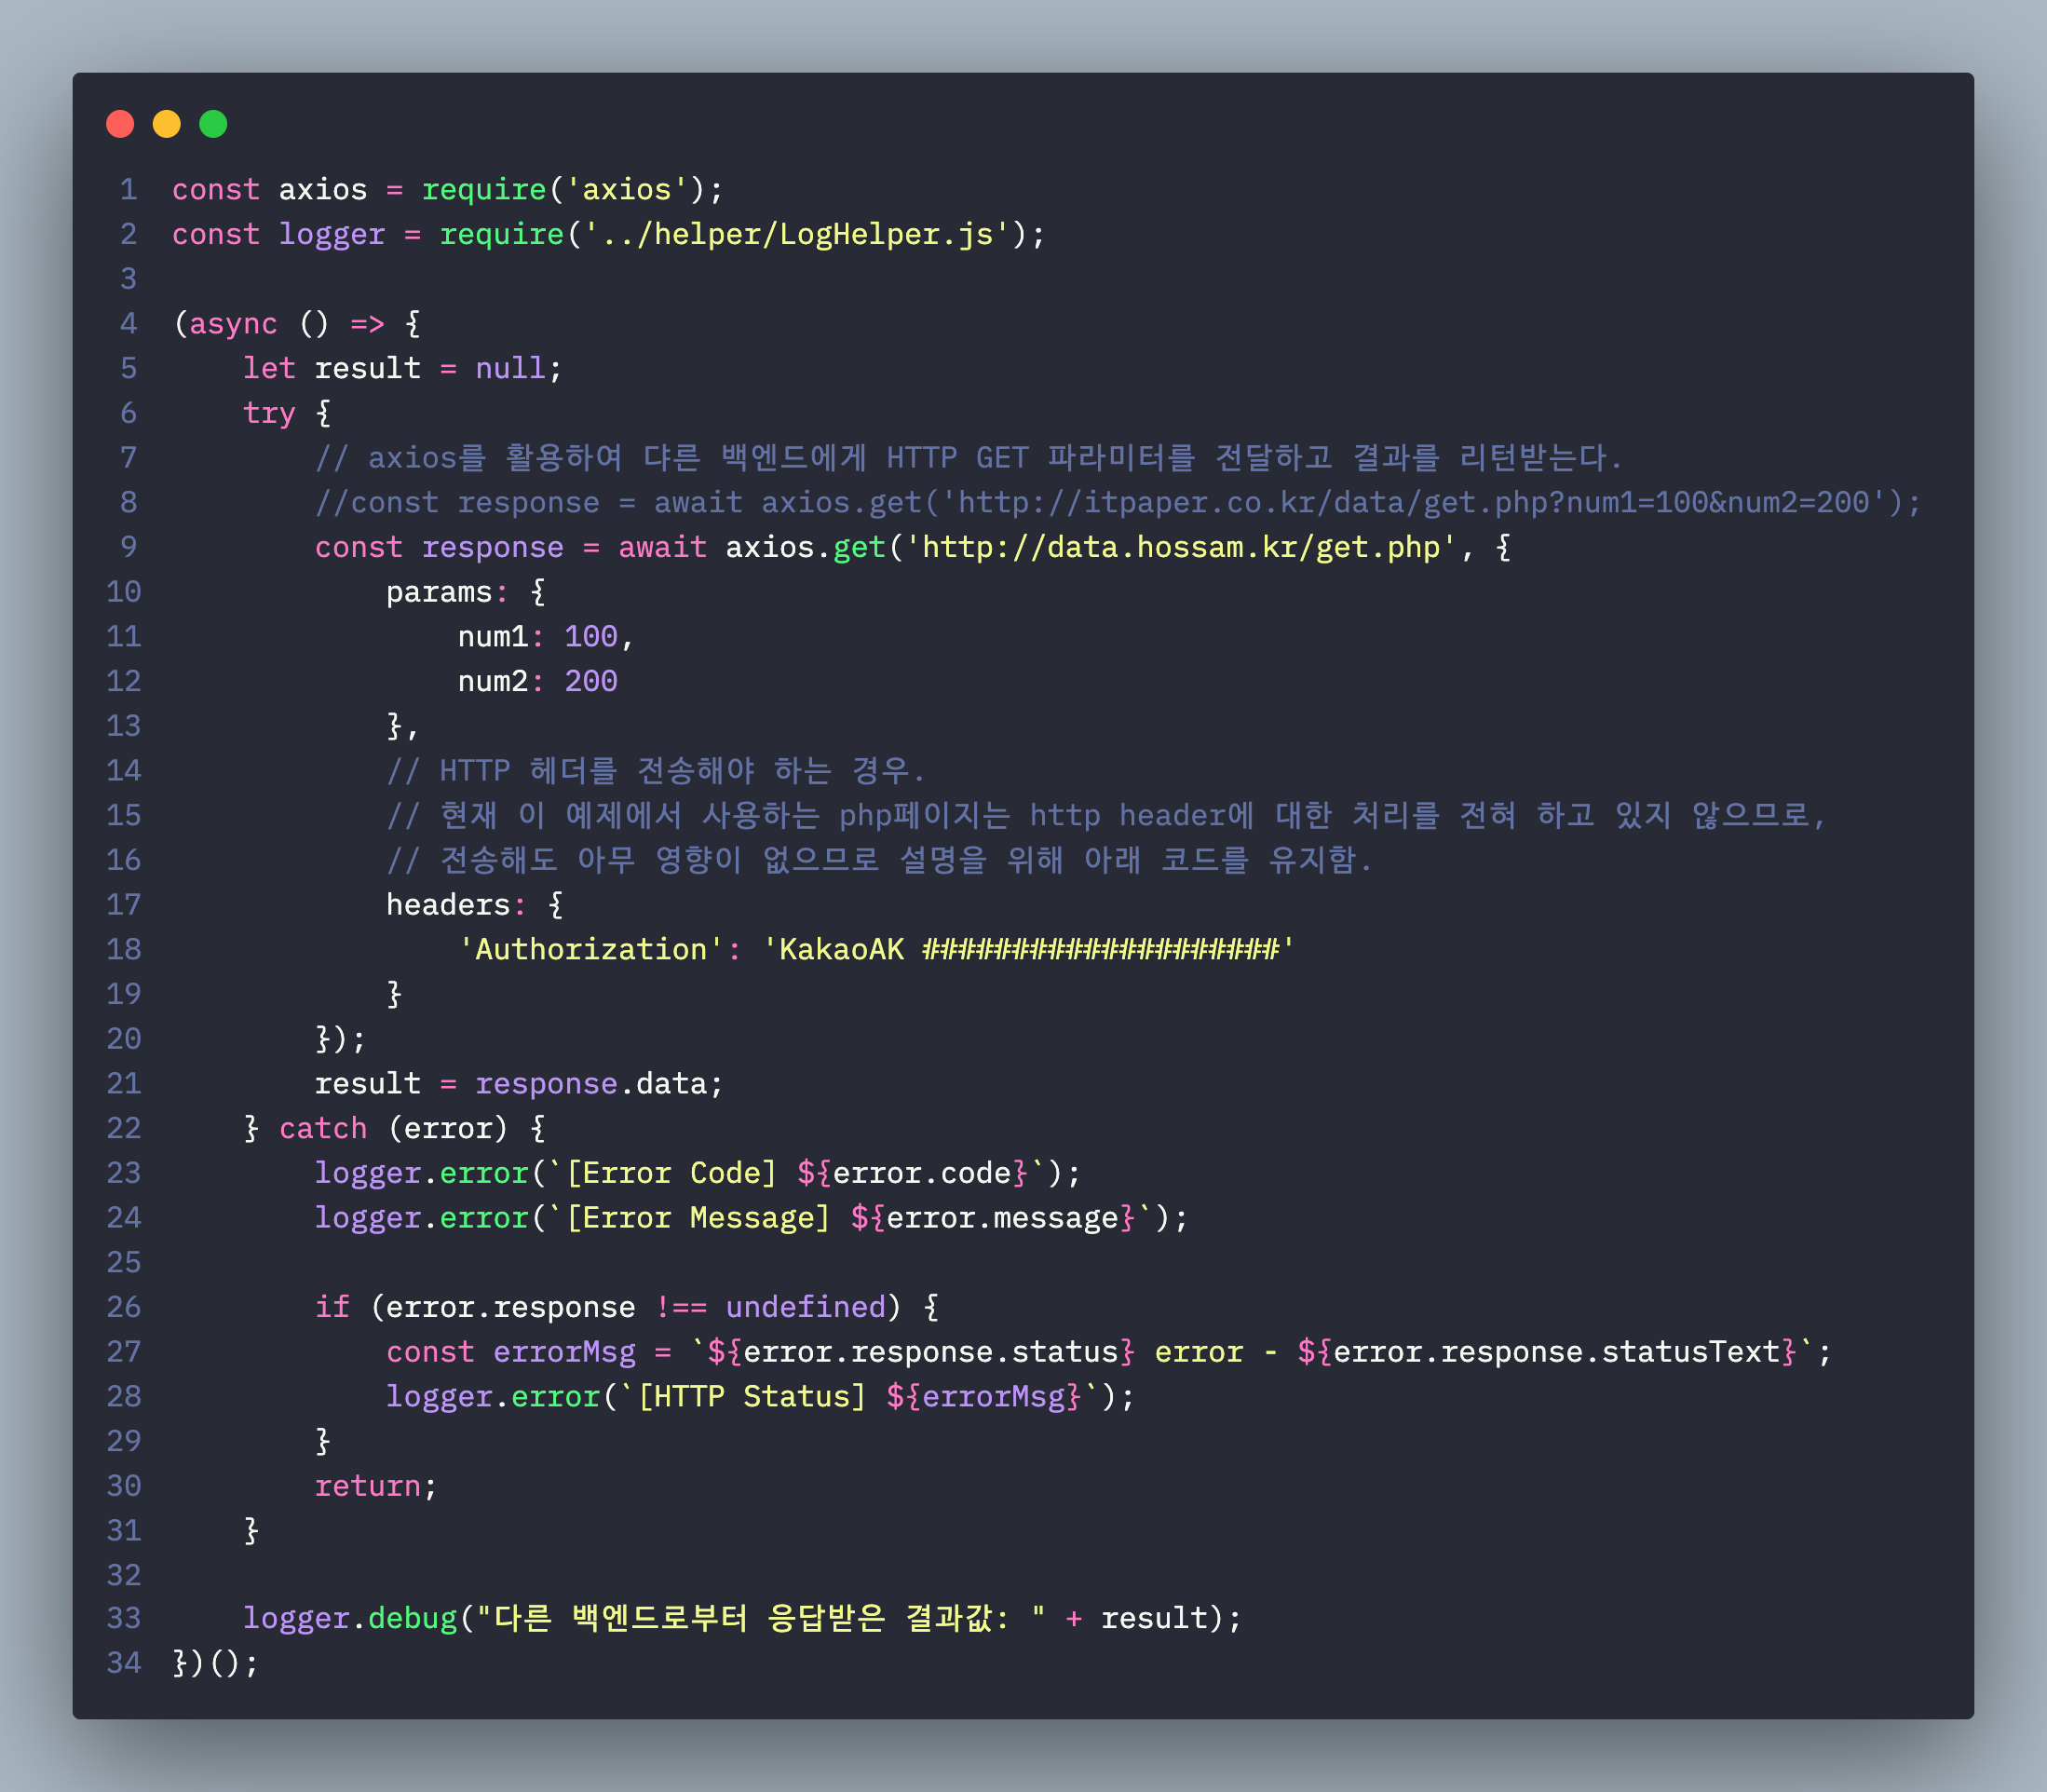 1 const axios = require('axios');
2 const logger = require('../helper/LogHelper.js');
3
4 (async () => {
5     let result = null;
6     try {
7         // axios를 활용하여 댜른 백엔드에게 HTTP GET 파라미터를 전달하고 결과를 리턴받는다.
8         //const response = await axios.get('http://itpaper.co.kr/data/get.php?num1=100&num2=200');
9         const response = await axios.get('http://data.hossam.kr/get.php', {
10             params: {
11                 num1: 100,
12                 num2: 200
13             },
14             // HTTP 헤더를 전송해야 하는 경우.
15             // 현재 이 예제에서 사용하는 php페이지는 http header에 대한 처리를 전혀 하고 있지 않으므로,
16             // 전송해도 아무 영향이 없으므로 설명을 위해 아래 코드를 유지함.
17             headers: {
18                 'Authorization': 'KakaoAK ####################'
19             }
20         });
21         result = response.data;
22     } catch (error) {
23         logger.error(`[Error Code] ${error.code}`);
24         logger.error(`[Error Message] ${error.message}`);
25
26         if (error.response !== undefined) {
27             const errorMsg = `${error.response.status} error - ${error.response.statusText}`;
28             logger.error(`[HTTP Status] ${errorMsg}`);
29         }
30         return;
31     }
32
33     logger.debug("다른 백엔드로부터 응답받은 결과값: " + result);
34 })();